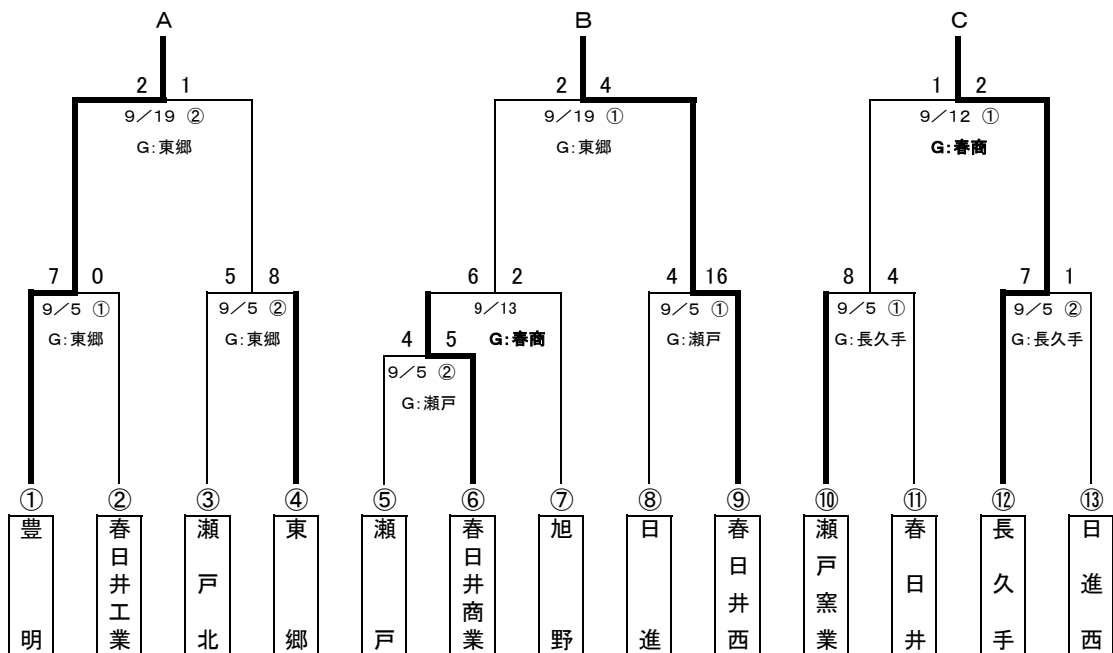 A B C
2 1 2 4 1 2
9／19 ② 9／19 ① 9／12 ①
G：東郷 G：東郷 G：春商
7 0 5 8 6 2 4 16 8 4 7 1
9／5 ① 9／5 ② 9／13 9／5 ① 9／5 ① 9／5 ②
G：東郷 G：東郷 G：春商 G：瀬戸 G：長久手 G：長久手
4 5
9／5 ②
G：瀬戸
① ② ③ ④ ⑤ ⑥ ⑦ ⑧ ⑨ ⑩ ⑪ ⑫ ⑬
豊明
春日井工業
瀬戸北
東郷
瀬戸
春日井商業
旭野
日進
春日井西
瀬戸窯業
春日井
長久手
日進西